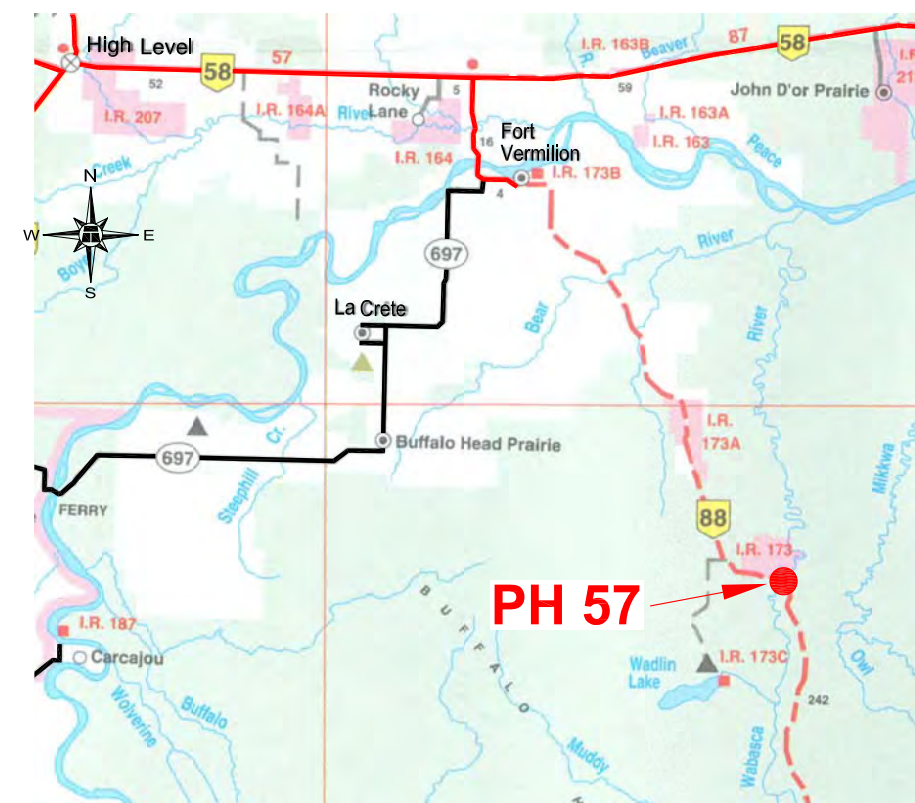 High Level
58
57
52
I.R. 207
I.R. 164A
River
Rocky
Lane
5
I.R. 164
16
Fort
Vermilion
I.R. 173B
4
I.R. 163B
Beaver
R.
87
58
59
I.R. 163A
I.R. 163
John D'or Prairie
I.R
21
Peace
River
Creek
Boye
N
W
E
S
697
La Crête
Bear
River
I.R.
173A
Buffalo Head Prairie
697
Cr.
Steephill
FERRY
88
I.R. 173
Mikkwa
PH 57
I.R. 187
Carcajou
BUFFALO
Wadlin
Lake
I.R. 173C
Owl
242
Wolverine
Buffalo
Muddy
Wabasca